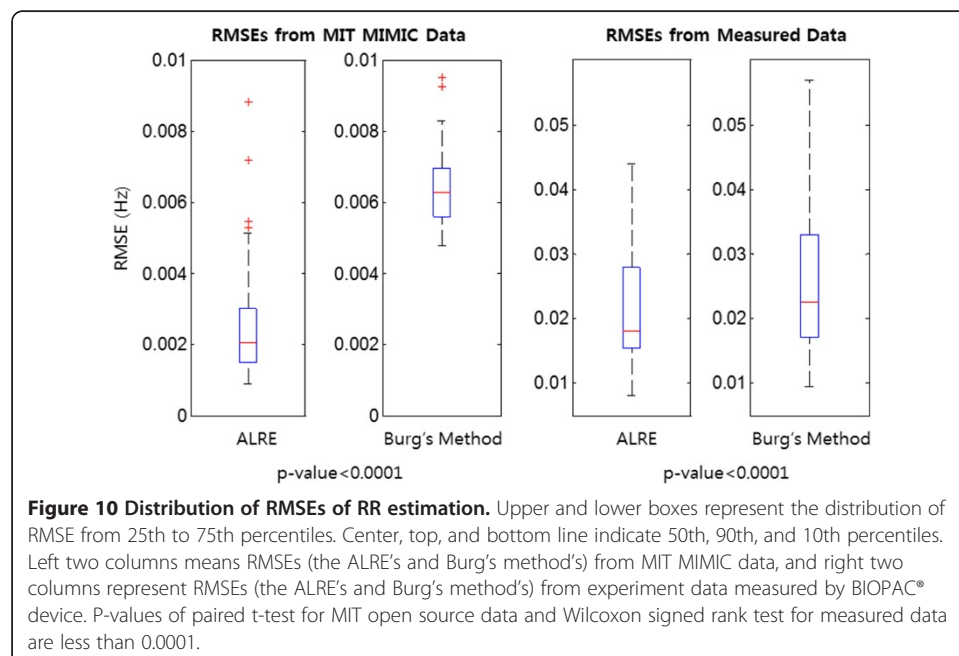 RMSEs from MIT MIMIC Data
RMSEs from Measured Data
RMSE (Hz)
0.01
0.008
0.006
0.004
0.002
0
0.01
0.008
0.006
0.004
0.002
0
0.05
0.04
0.03
0.02
0.01
0.05
0.04
0.03
0.02
0.01
ALRE
Burg's Method
ALRE
Burg's Method
p-value<0.0001
p-value<0.0001
Figure 10 Distribution of RMSEs of RR estimation. Upper and lower boxes represent the distribution of
RMSE from 25th to 75th percentiles. Center, top, and bottom line indicate 50th, 90th, and 10th percentiles.
Left two columns means RMSEs (the ALRE's and Burg's method's) from MIT MIMIC data, and right two
columns represent RMSEs (the ALRE's and Burg's method's) from experiment data measured by BIOPAC®
device. P-values of paired t-test for MIT open source data and Wilcoxon signed rank test for measured data
are less than 0.0001.